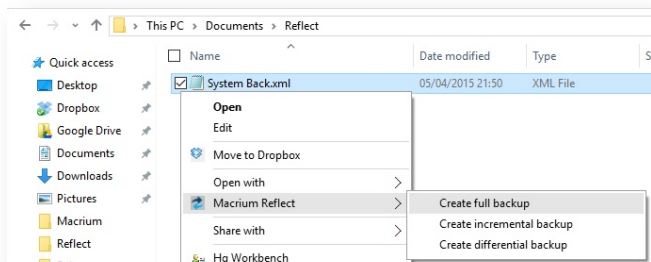 > This PC > Documents > Reflect
Name
Date modified
Type
S
Quick access
Desktop
Dropbox
Google Drive
Documents
Downloads
Pictures
Macrium
Reflect
System Back.xml
05/04/2015 21:50
XML File
Open
Edit
Move to Dropbox
Open with
Macrium Reflect
Share with
Hg Workbench
Create full backup
Create incremental backup
Create differential backup